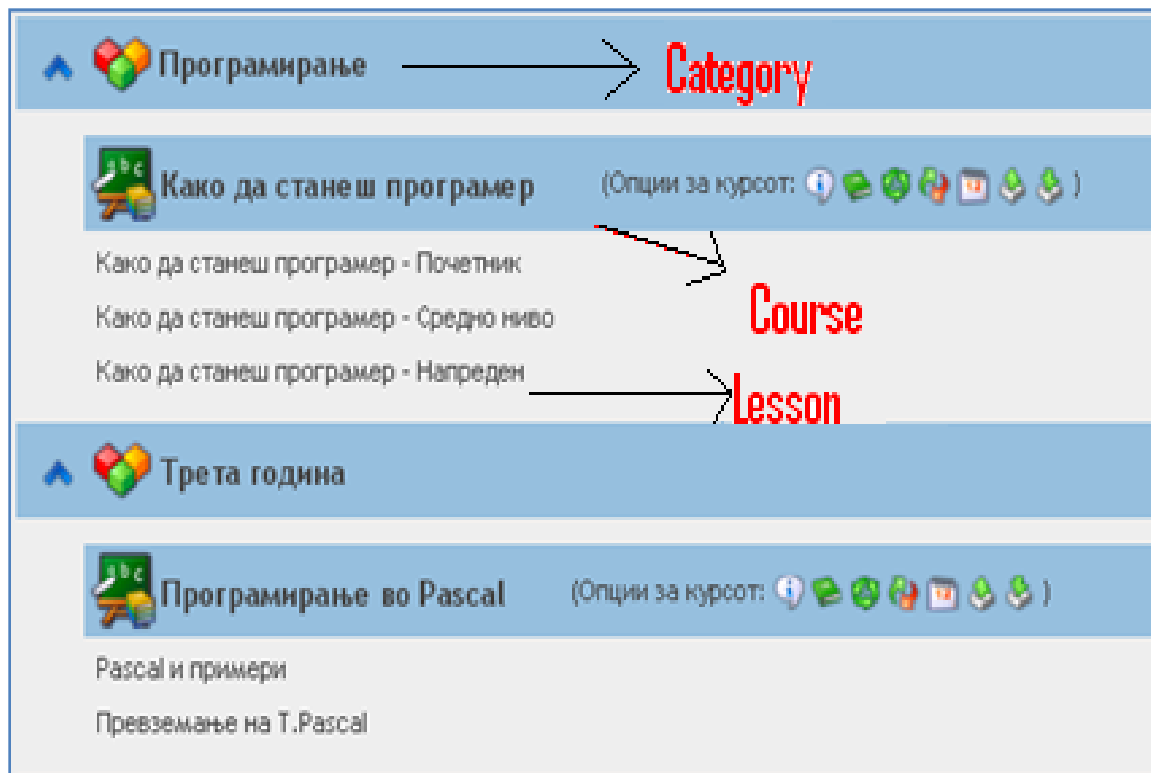 Програмирање Category
Како да станеш програмер (Опции за курсот: )
Како да станеш програмер - Почетник
Како да станеш програмер - Средно ниво
Course
Како да станеш програмер - Напреден
Lesson
Трета година
Програмирање во Pascal (Опции за курсот: )
Pascal и примери
Превземање на T.Pascal